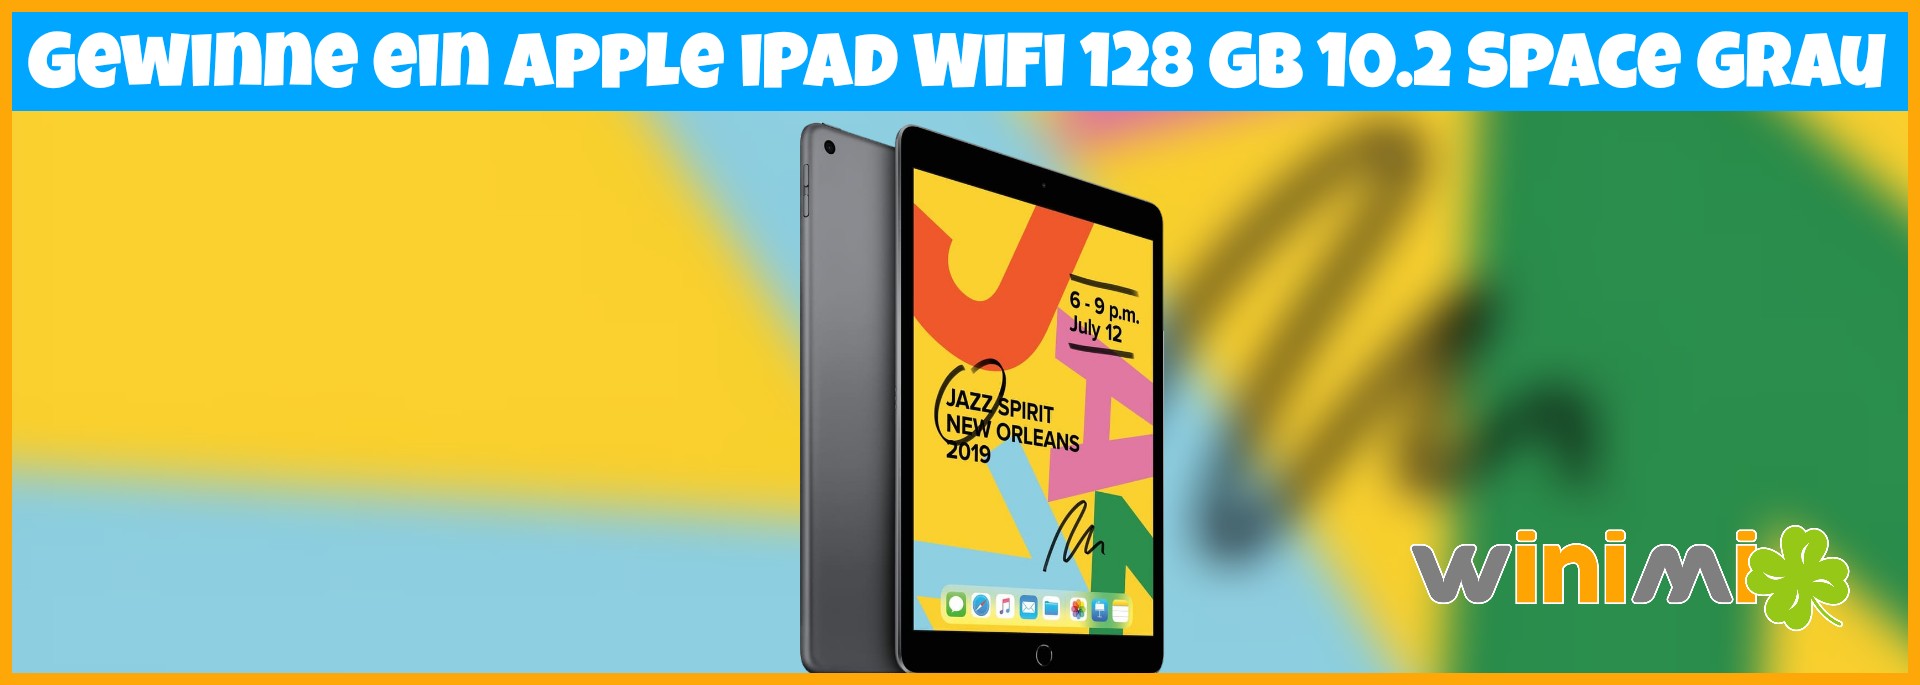 Gewinne ein Apple iPad WiFi 128 GB 10.2 Space Grau
6 - 9 p.m.
July 12
JAZZ SPIRIT
NEW ORLEANS
2019
winimi